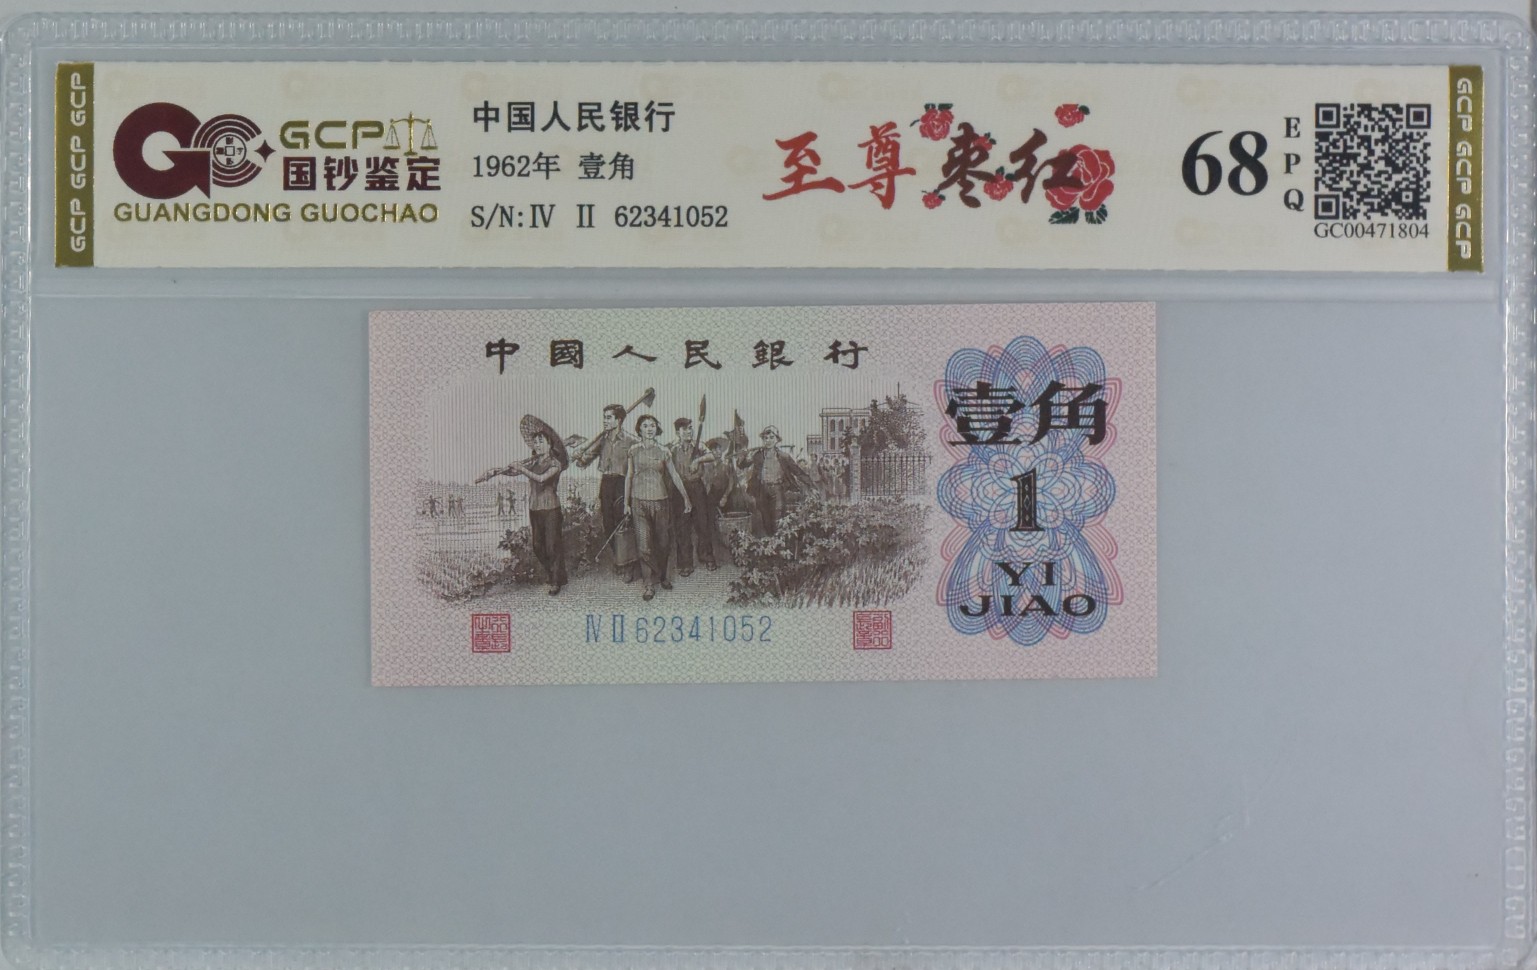 GCP GCP GCP
GCP
国钞鉴定
GUANGDONG GUOCHAO
中国人民银行
1962年 壹角
S/N:Ⅳ Ⅱ 62341052
至尊枣红
68
EPQ
GC00471804
GCP GCP GCP
中國人民銀行
壹角
1
YI
JIAO
Ⅳ Ⅱ 62341052